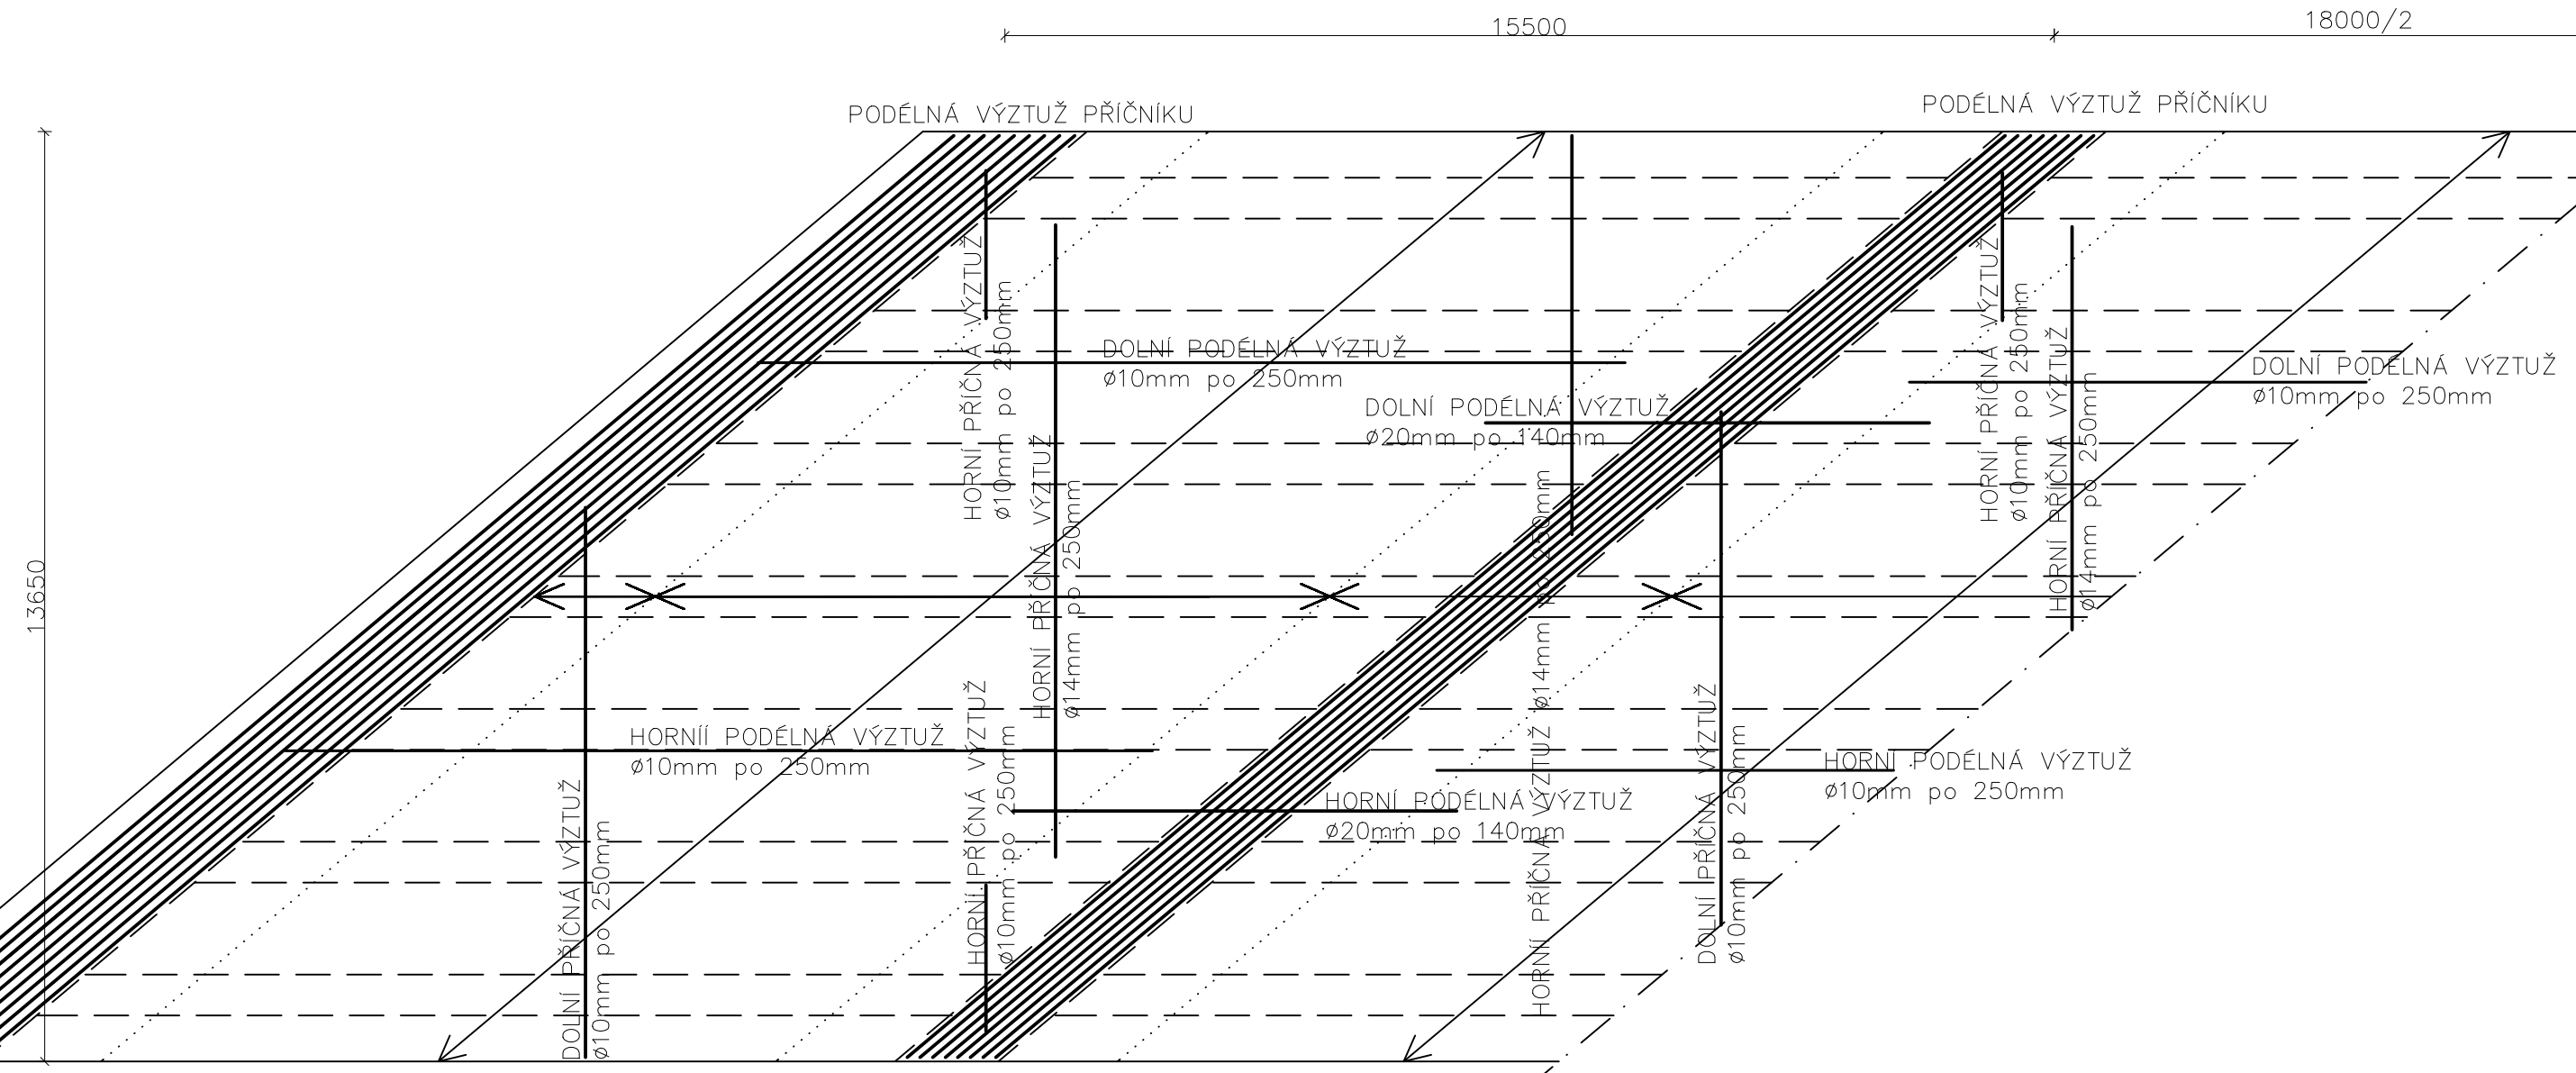 15500
18000/2
PODÉLNÁ VÝZTUŽ PŘÍČNÍKU
PODÉLNÁ VÝZTUŽ PŘÍČNÍKU
13650
HORNÍ PŘÍČNÁ VÝZTUŽ
ø10mm po 250mm
HORNÍ PŘÍČNÁ VÝZTUŽ
ø14mm po 250mm
DOLNÍ PODÉLNÁ VÝZTUŽ
ø10mm po 250mm
DOLNÍ PODÉLNÁ VÝZTUŽ
ø20mm po 140mm
HORNÍ PŘÍČNÁ VÝZTUŽ
ø10mm po 250mm
HORNÍ PŘÍČNÁ VÝZTUŽ
ø14mm po 250mm
DOLNÍ PODÉLNÁ VÝZTUŽ
ø10mm po 250mm
HORNÍÍ PODÉLNÁ VÝZTUŽ
ø10mm po 250mm
DOLNÍ PŘÍČNÁ VÝZTUŽ
ø10mm po 250mm
HORNÍ PŘÍČNÁ VÝZTUŽ
ø10mm po 250mm
HORNÍ PODÉLNÁ VÝZTUŽ
ø20mm po 140mm
HORNÍ PŘÍČNÁ VÝZTUŽ ø14mm po 250mm
DOLNÍ PŘÍČNÁ VÝZTUŽ
ø10mm po 250mm
HORNÍ PODÉLNÁ VÝZTUŽ
ø10mm po 250mm